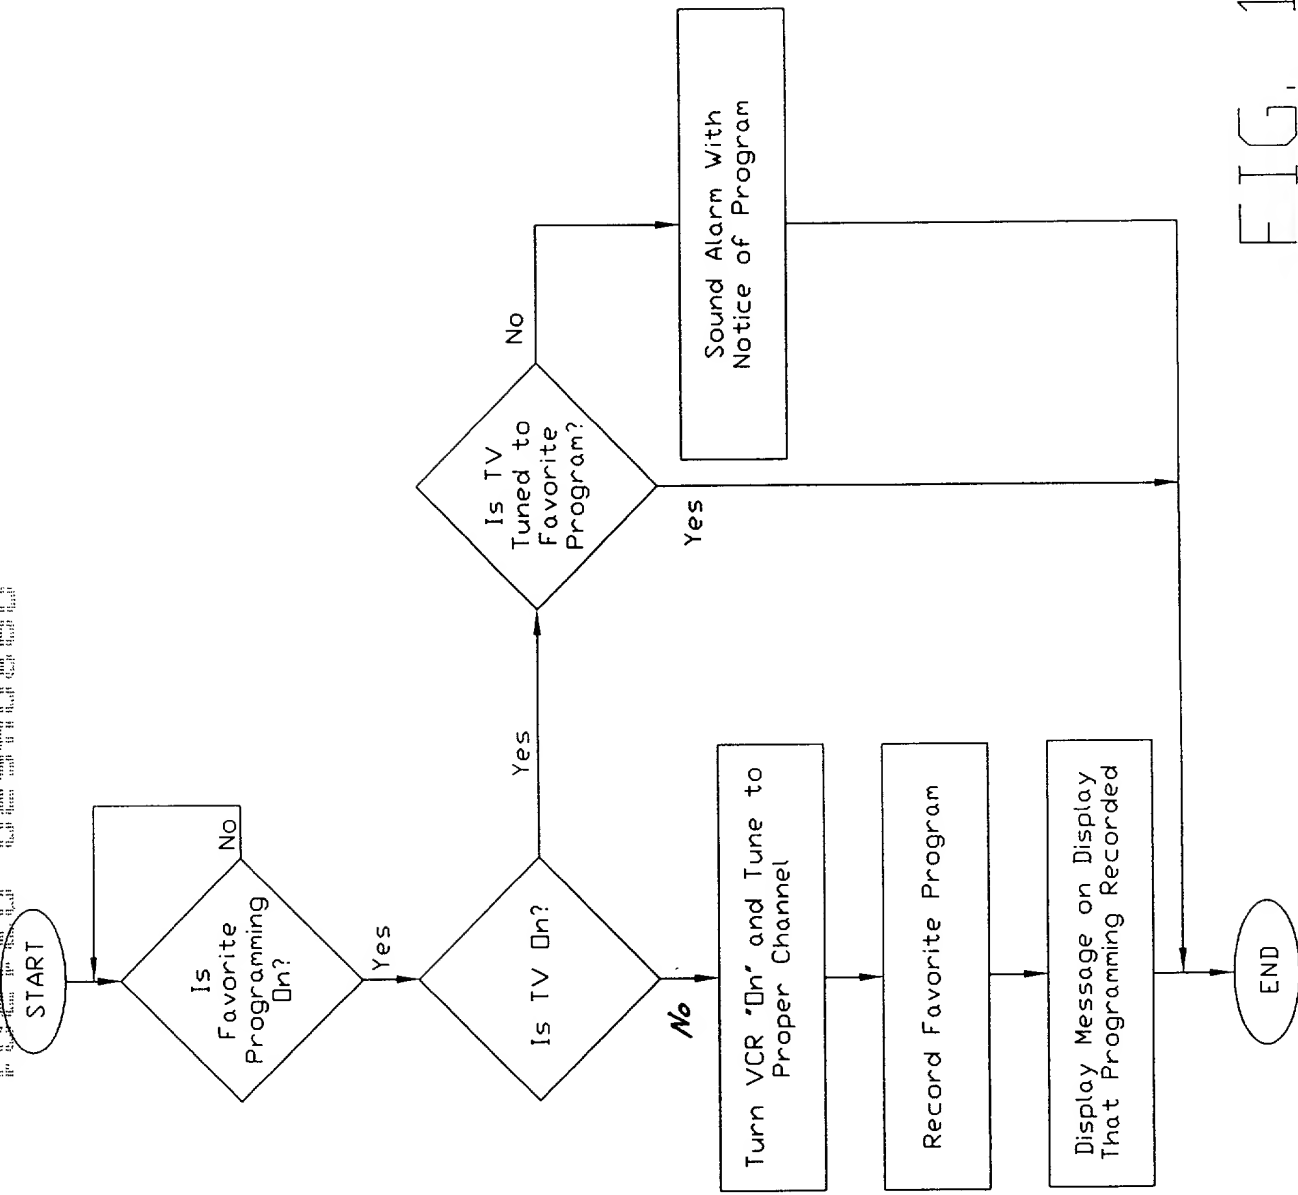 START
Is
Favorite
Programming
On?
No
Yes
Is TV On?
Yes
No
Is TV
Tuned to
Favorite
Program?
No
Yes
Sound Alarm With
Notice of Program
Turn VCR "On" and Tune to
Proper Channel
Record Favorite Program
Display Message on Display
That Programming Recorded
END
FIG. 1